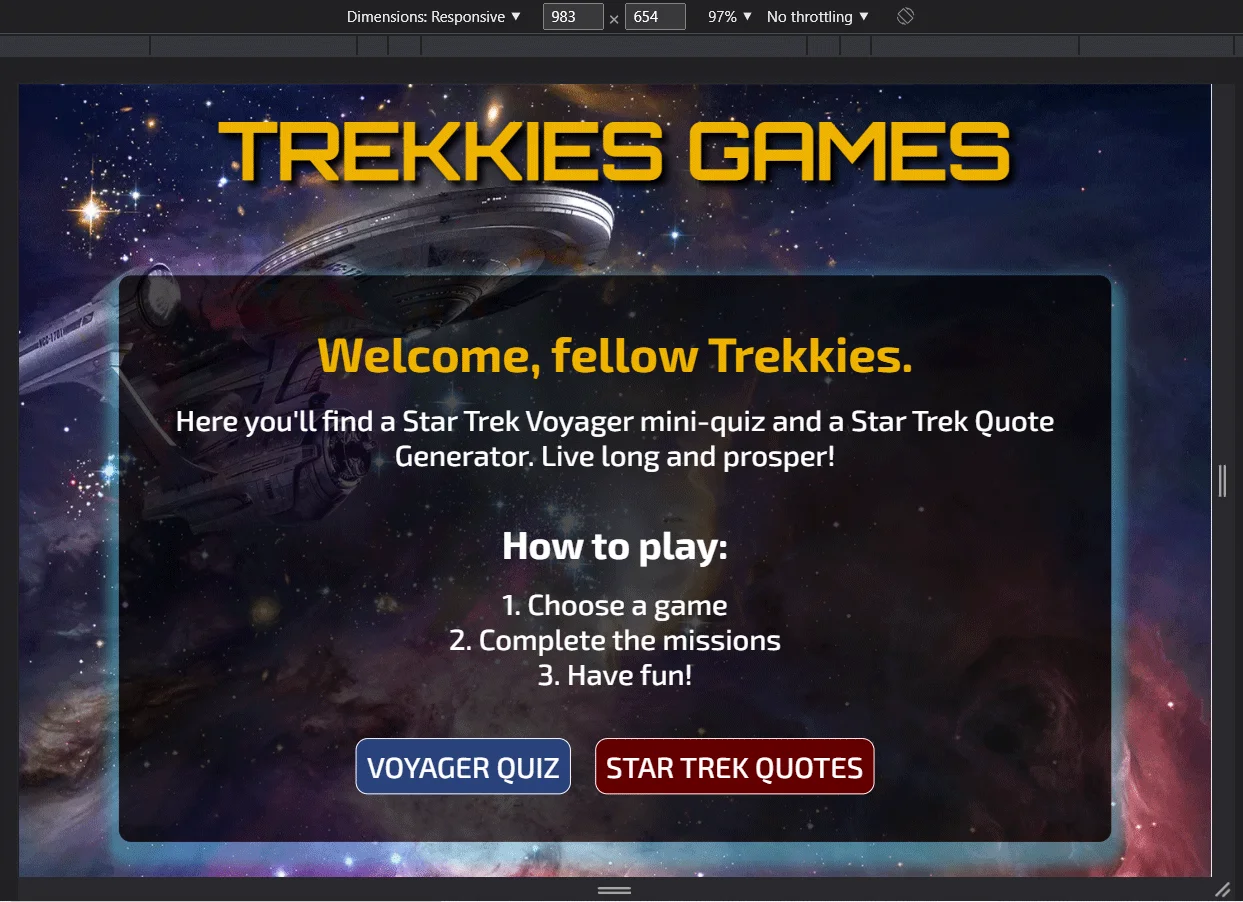 Dimensions: Responsive ▼ 983 × 654 97% ▼ No throttling ▼
TREKKIES GAMES
NCC-1701
Welcome, fellow Trekkies.
Here you'll find a Star Trek Voyager mini-quiz and a Star Trek Quote
Generator. Live long and prosper!
How to play:
1. Choose a game
2. Complete the missions
3. Have fun!
VOYAGER QUIZ STAR TREK QUOTES